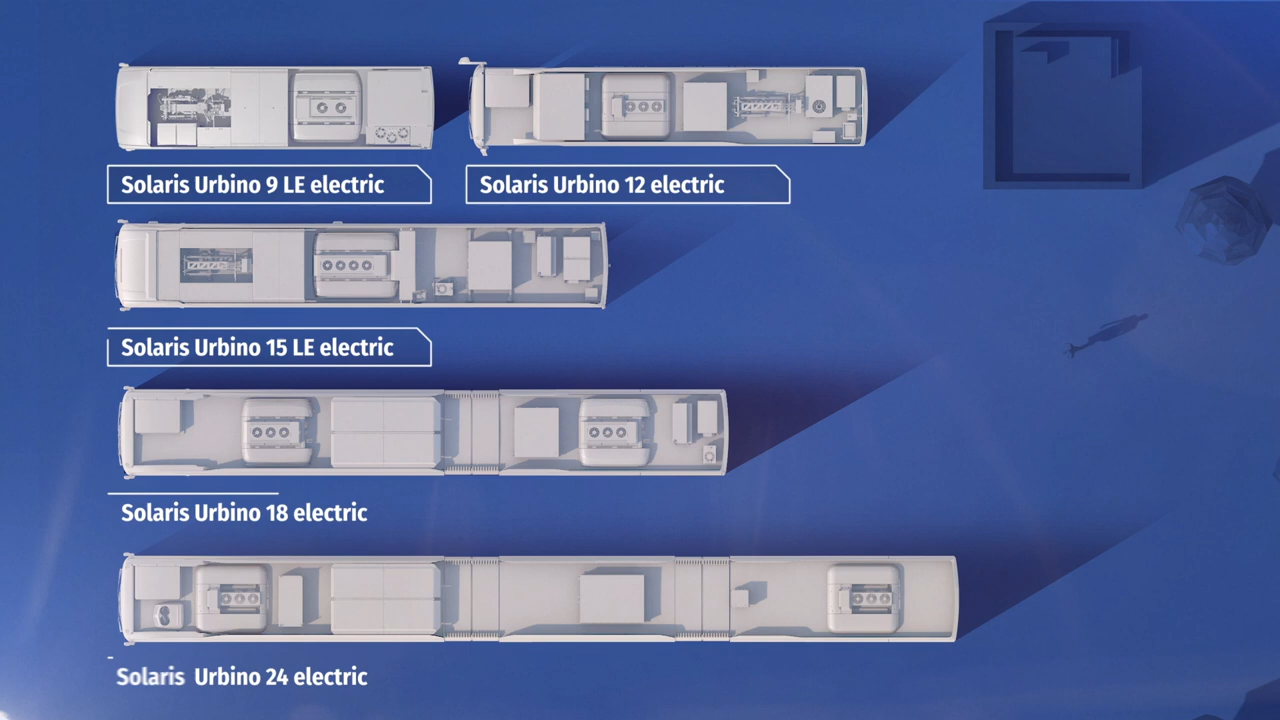 Solaris Urbino 9 LE electric
Solaris Urbino 12 electric
Solaris Urbino 15 LE electric
Solaris Urbino 18 electric
Solaris Urbino 24 electric